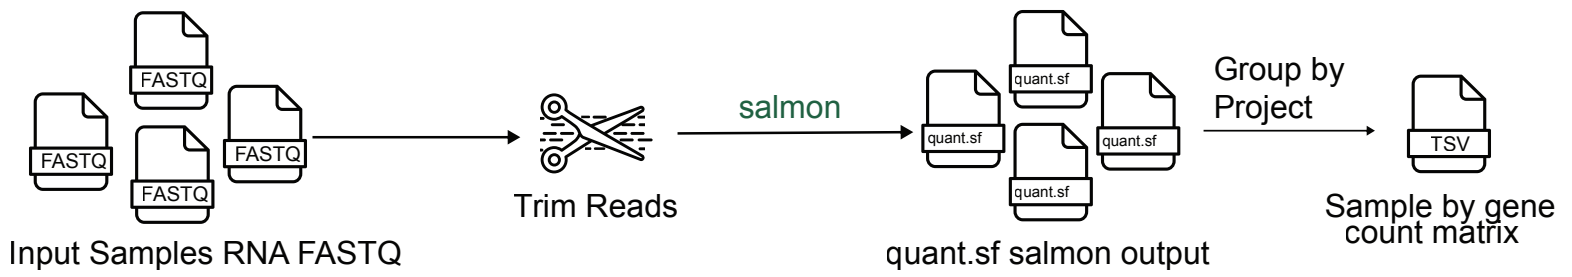 FASTQ
FASTQ
FASTQ
FASTQ
Input Samples RNA FASTQ
Trim Reads
salmon
quant.sf
quant.sf
quant.sf
quant.sf
quant.sf salmon output
Group by
Project
TSV
Sample by gene
count matrix